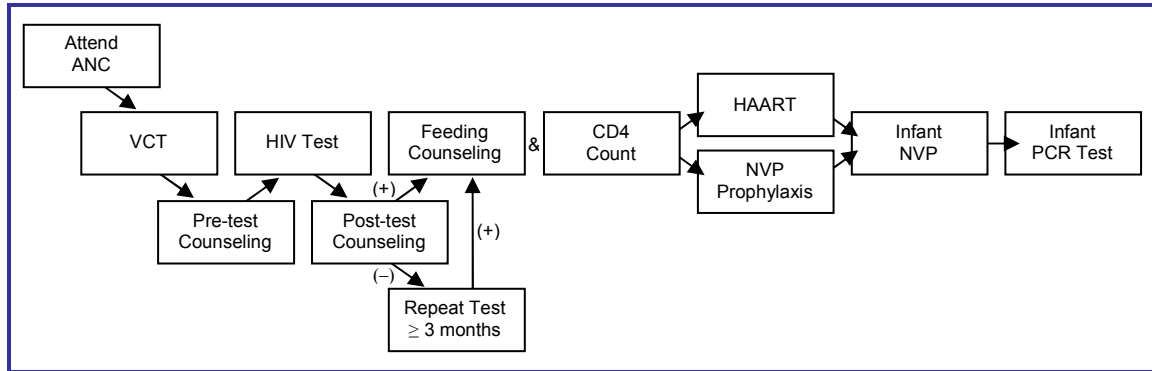 Attend
ANC
VCT
Pre-test
Counseling
HIV Test
Post-test
Counseling
(+)
(–)
Repeat Test
≥ 3 months
(+)
Feeding
Counseling
&
CD4
Count
HAART
NVP
Prophylaxis
Infant
NVP
Infant
PCR Test